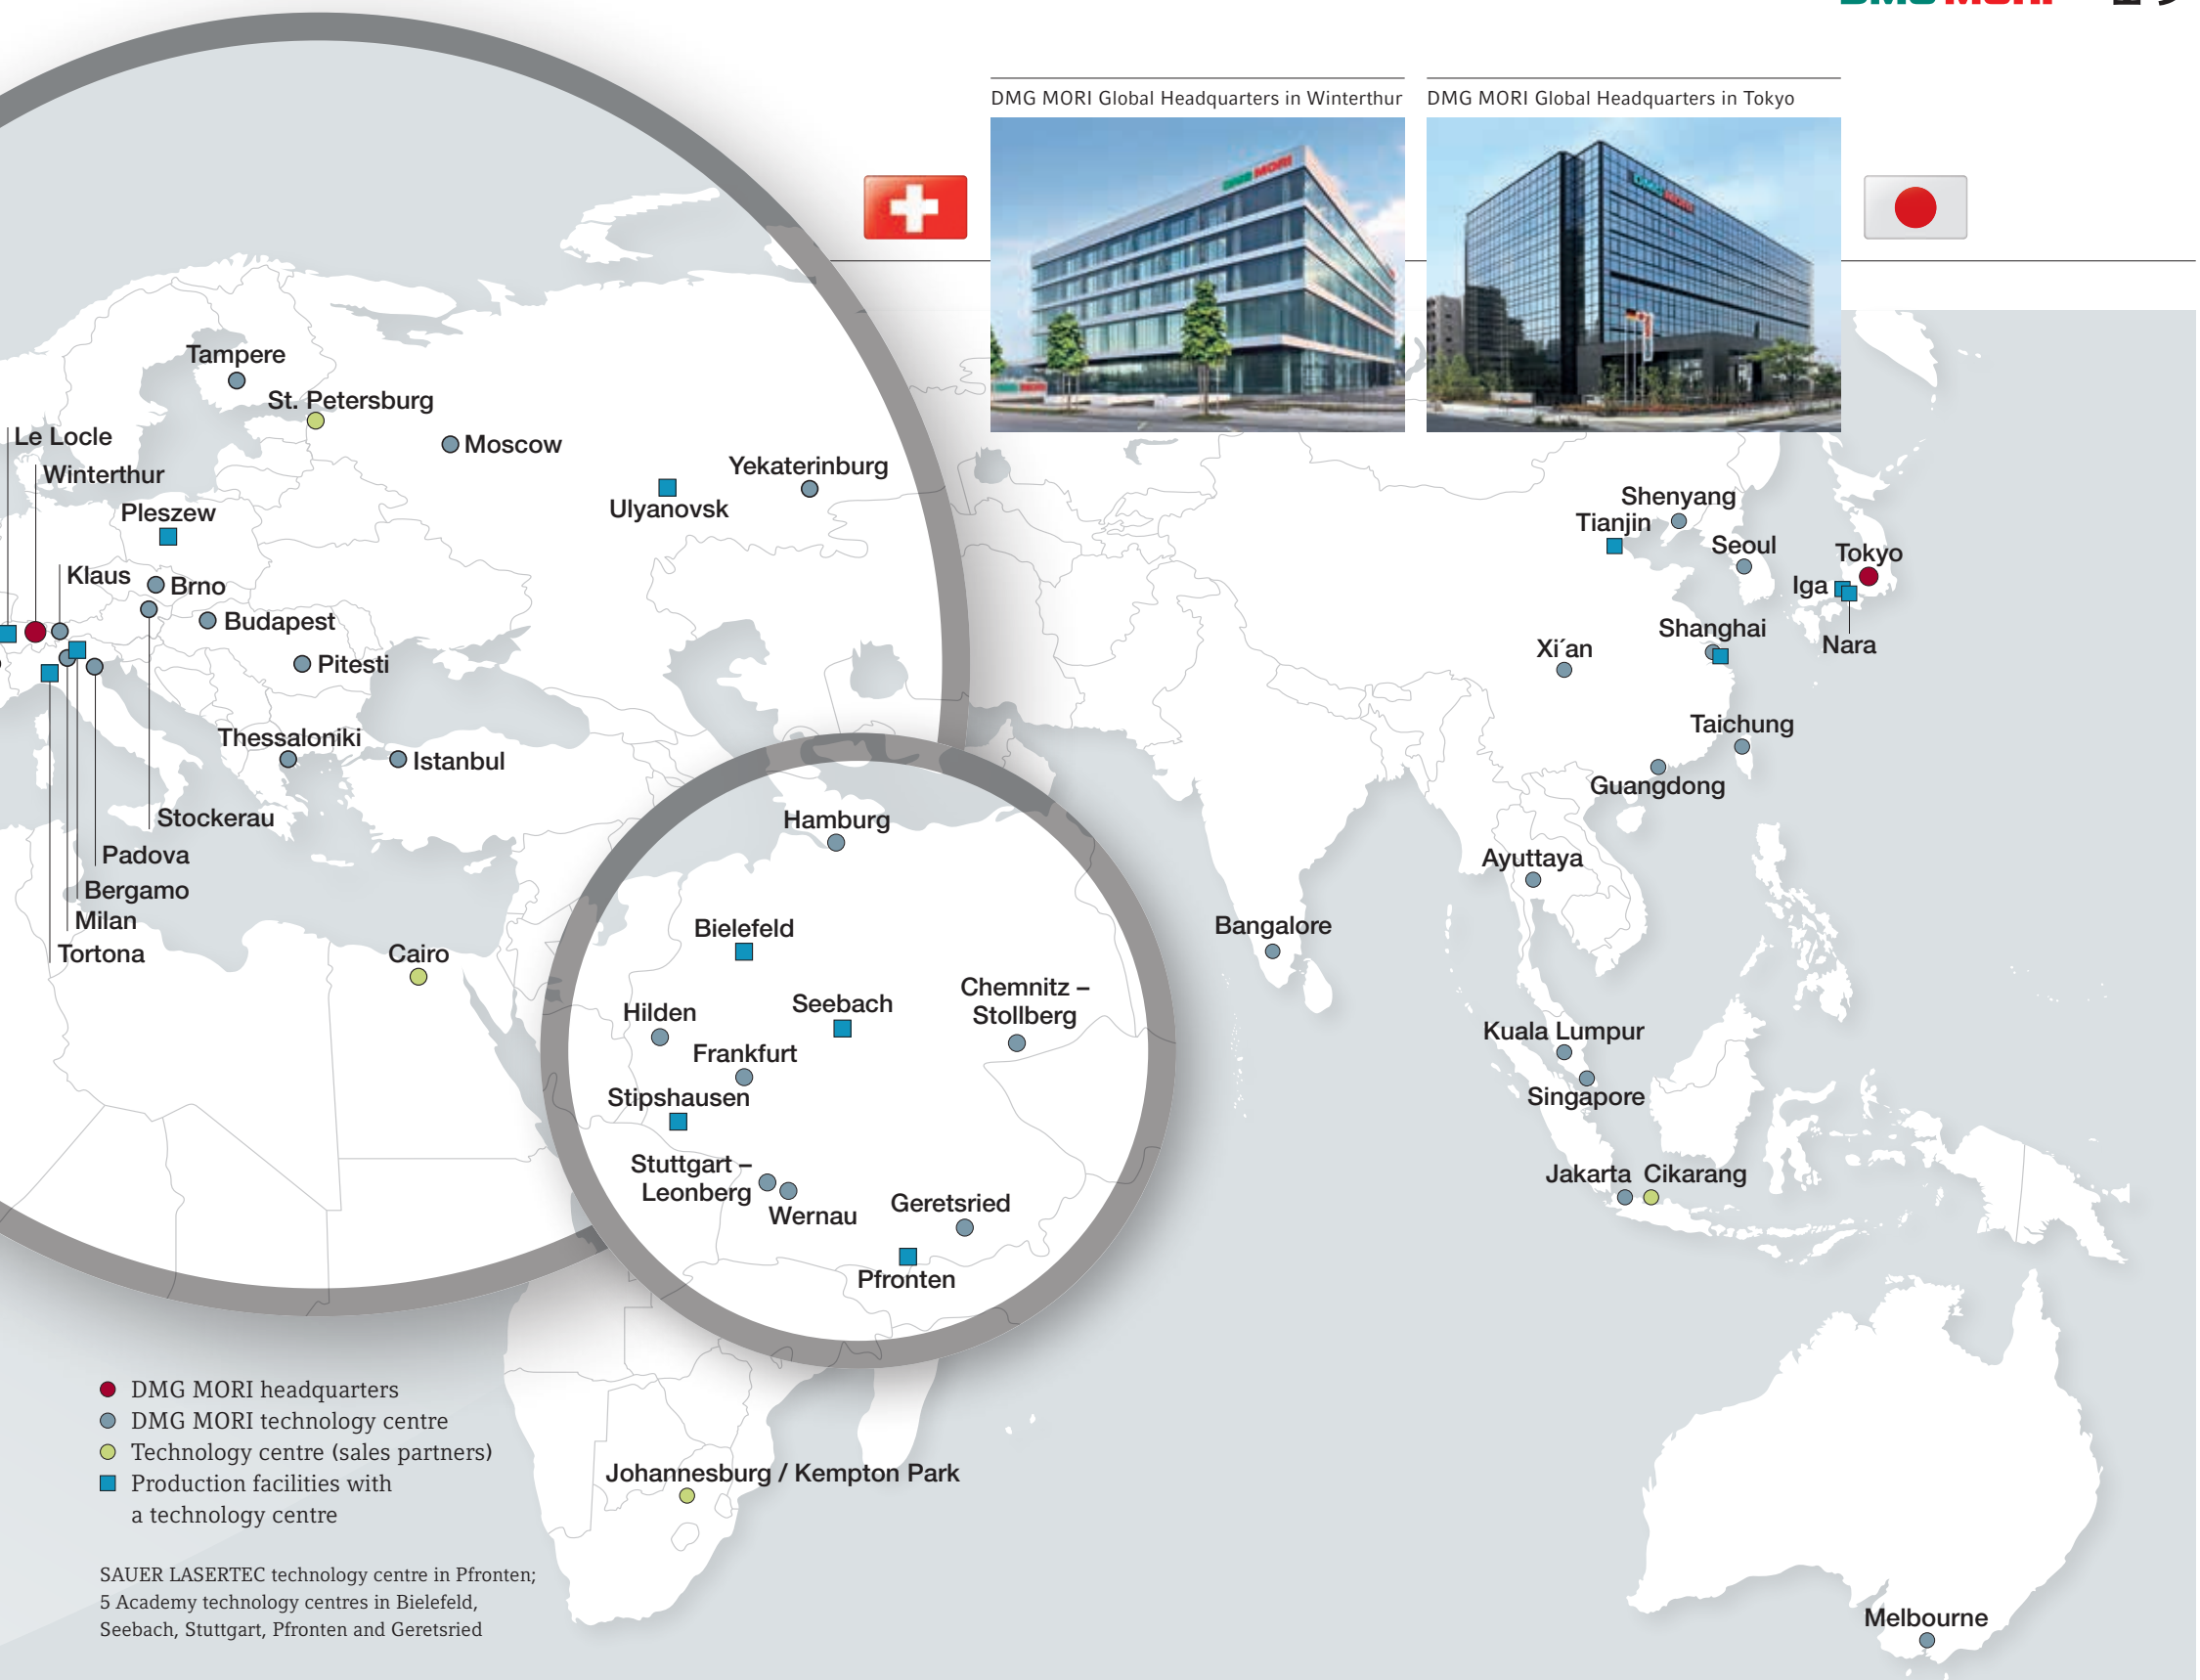 DMG MORI Global Headquarters in Winterthur
DMG MORI Global Headquarters in Tokyo
DMG MORI
DMG MORI
Tampere
St. Petersburg
Moscow
Le Locle
Winterthur
Yekaterinburg
Ulyanovsk
Pleszew
Klaus
Brno
Budapest
Pitesti
Thessaloniki
Istanbul
Stockerau
Padova
Bergamo
Milan
Tortona
Cairo
Hamburg
Bielefeld
Hilden
Seebach
Chemnitz –
Stollberg
Frankfurt
Stipshausen
Stuttgart –
Leonberg
Wernau
Geretsried
Pfronten
Shenyang
Tianjin
Seoul
Tokyo
Iga
Nara
Shanghai
Xi´an
Taichung
Guangdong
Ayuttaya
Bangalore
Kuala Lumpur
Singapore
Jakarta
Cikarang
Melbourne
Johannesburg / Kempton Park
DMG MORI headquarters
DMG MORI technology centre
Technology centre (sales partners)
Production facilities with
a technology centre
SAUER LASERTEC technology centre in Pfronten;
5 Academy technology centres in Bielefeld,
Seebach, Stuttgart, Pfronten and Geretsried